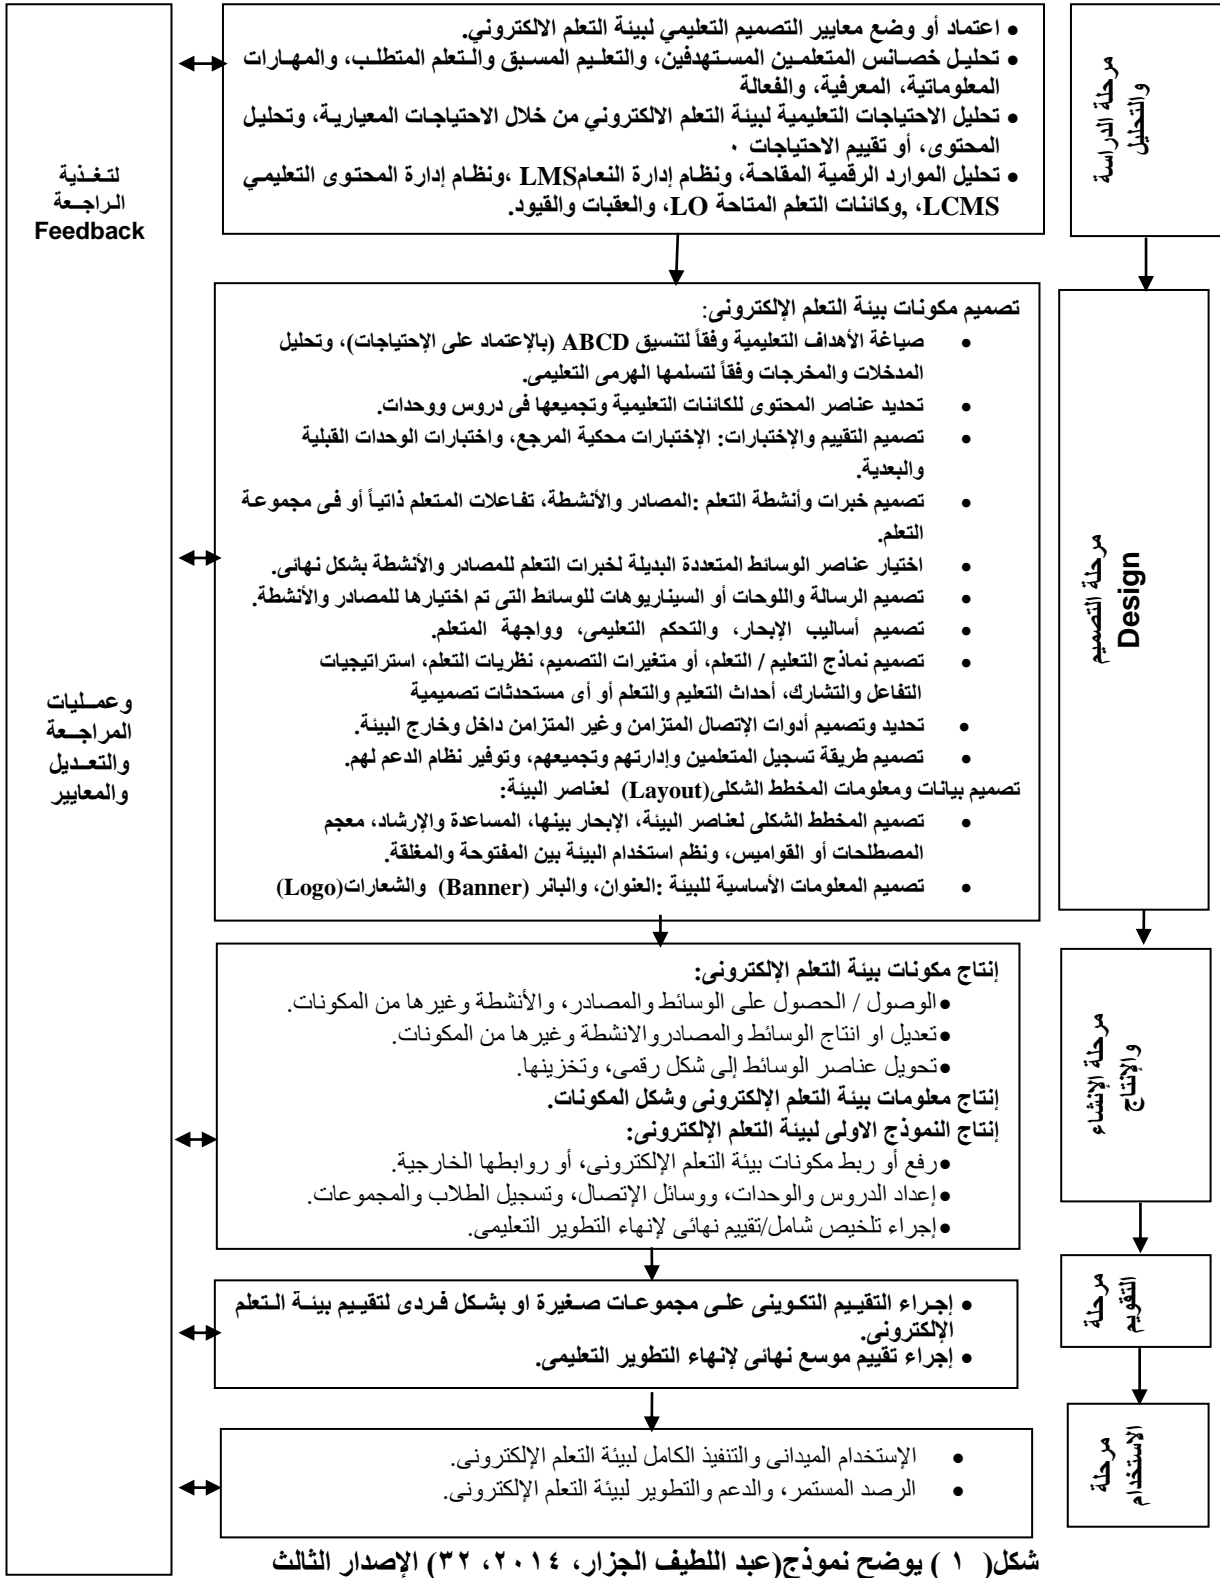 مرحلة الدراسة
والتحليل
• اعتماد أو وضع معايير التصميم التعليمي لبيئة التعلم الالكتروني.
• تحليل خصانس المتعلمين المستهدفين، والتعليم المسبق والتعلم المتطلب، والمهارات
المعلوماتية، المعرفية، والفعالة
• تحليل الاحتياجات التعليمية لبيئة التعلم الالكتروني من خلال الاحتياجات المعيارية، وتحليل
المحتوى، أو تقييم الاحتياجات ٠
• تحليل الموارد الرقمية المقاحة، ونظام إدارة النعامLMS ،ونظام إدارة المحتوى التعليمي
LCMS، ,وكائنات التعلم المتاحة LO، والعقبات والقيود.
لتغذية
الراجعة
Feedback
مرحلة التصميم
Design
تصميم مكونات بيئة التعلم الإلكترونى:
• صياغة الأهداف التعليمية وفقاً لتنسيق ABCD (بالإعتماد على الإحتياجات)، وتحليل
المدخلات والمخرجات وفقاً لتسلمها الهرمى التعليمى.
• تحديد عناصر المحتوى للكائنات التعليمية وتجميعها فى دروس ووحدات.
• تصميم التقييم والإختبارات: الإختبارات محكية المرجع، واختبارات الوحدات القبلية
والبعدية.
• تصميم خبرات وأنشطة التعلم :المصادر والأنشطة، تفاعلات المتعلم ذاتياً أو فى مجموعة
التعلم.
• اختيار عناصر الوسائط المتعددة البديلة لخبرات التعلم للمصادر والأنشطة بشكل نهائى.
• تصميم الرسالة واللوحات أو السيناريوهات للوسائط التى تم اختيارها للمصادر والأنشطة.
• تصميم أساليب الإبحار، والتحكم التعليمى، وواجهة المتعلم.
• تصميم نماذج التعليم / التعلم، أو متغيرات التصميم، نظريات التعلم، استراتيجيات
التفاعل والتشارك، أحداث التعليم والتعلم أو أى مستحدثات تصميمية
• تحديد وتصميم أدوات الإتصال المتزامن وغير المتزامن داخل وخارج البيئة.
• تصميم طريقة تسجيل المتعلمين وإدارتهم وتجميعهم، وتوفير نظام الدعم لهم.
تصميم بيانات ومعلومات المخطط الشكلى(Layout) لعناصر البيئة:
• تصميم المخطط الشكلى لعناصر البيئة، الإبحار بينها، المساعدة والإرشاد، معجم
المصطلحات أو القواميس، ونظم استخدام البيئة بين المفتوحة والمغلقة.
• تصميم المعلومات الأساسية للبيئة :العنوان، والبانر (Banner) والشعارات(Logo)
وعمليات
المراجعة
والتعديل
والمعايير
مرحلة الإنشاء
والإنتاج
إنتاج مكونات بيئة التعلم الإلكترونى:
•الوصول / الحصول على الوسائط والمصادر، والأنشطة وغيرها من المكونات.
•تعديل او انتاج الوسائط والمصادروالانشطة وغيرها من المكونات.
•تحويل عناصر الوسائط إلى شكل رقمى، وتخزينها.
إنتاج معلومات بيئة التعلم الإلكترونى وشكل المكونات.
إنتاج النموذج الاولى لبيئة التعلم الإلكترونى:
•رفع أو ربط مكونات بيئة التعلم الإلكترونى، أو روابطها الخارجية.
•إعداد الدروس والوحدات، ووسائل الإتصال، وتسجيل الطلاب والمجموعات.
•إجراء تلخيص شامل/تقييم نهائى لإنهاء التطوير التعليمى.
مرحلة
التقويم
• إجراء التقييم التكوينى على مجموعات صغيرة او بشكل فردى لتقييم بيئة التعلم
الإلكترونى.
• إجراء تقييم موسع نهائى لإنهاء التطوير التعليمى.
مرحلة
الاستخدام
• الإستخدام الميدانى والتنفيذ الكامل لبيئة التعلم الإلكترونى.
• الرصد المستمر، والدعم والتطوير لبيئة التعلم الإلكترونى.
شكل( ١ ) يوضح نموذج(عبد اللطيف الجزار، ٢٠١٤، ٣٢) الإصدار الثالث